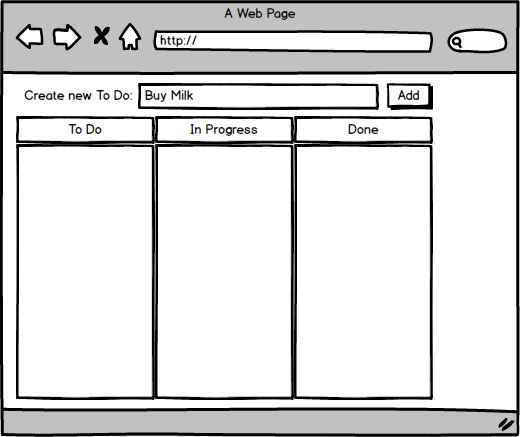 A Web Page
http://
Create new To Do: Buy Milk Add
To Do In Progress Done